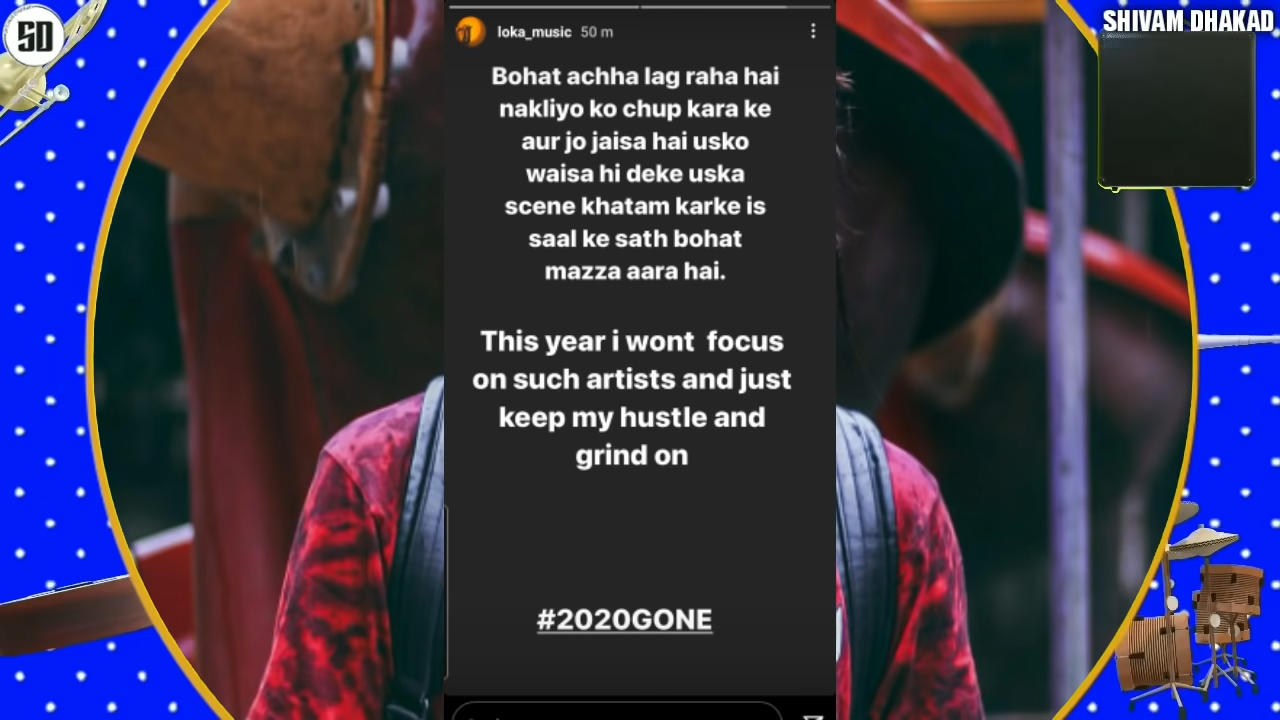 SD
SHIVAM DHAKAD
loka_music 50 m
Bohat achha lag raha hai
nakliyo ko chup kara ke
aur jo jaisa hai usko
waisa hi deke uska
scene khatam karke is
saal ke sath bohat
mazza aara hai.
This year i wont focus
on such artists and just
keep my hustle and
grind on
#2020GONE